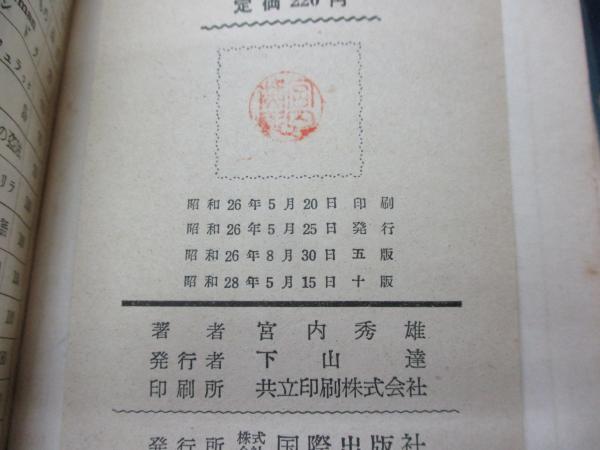 定価220円
昭和26年5月20日 印刷
昭和26年5月25日 発行
昭和26年8月30日 五版
昭和28年5月15日 十版
著者 宮内秀雄
発行者 下山達
印刷所 共立印刷株式会社
発行所 株式会社 国際出版社